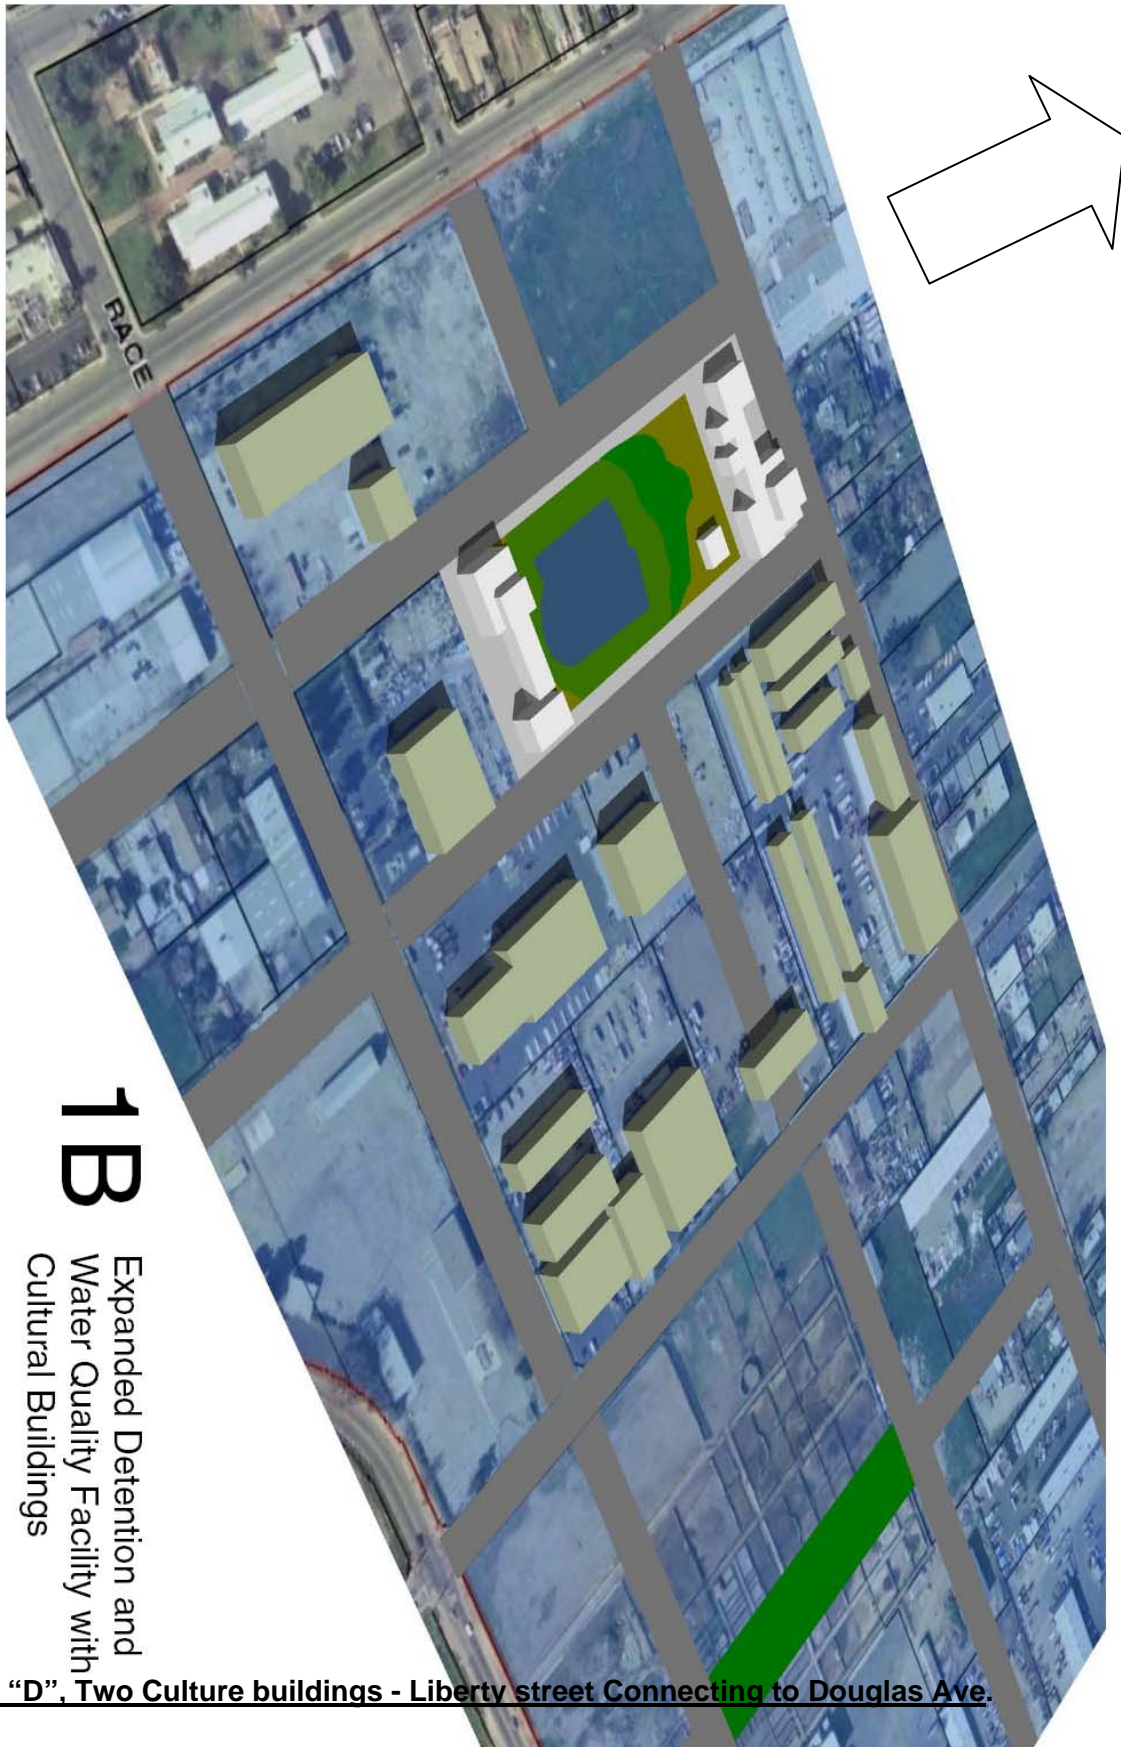 RACE
1B
Expanded Detention and
Water Quality Facility with
Cultural Buildings
“D”, Two Culture buildings - Liberty street Connecting to Douglas Ave.